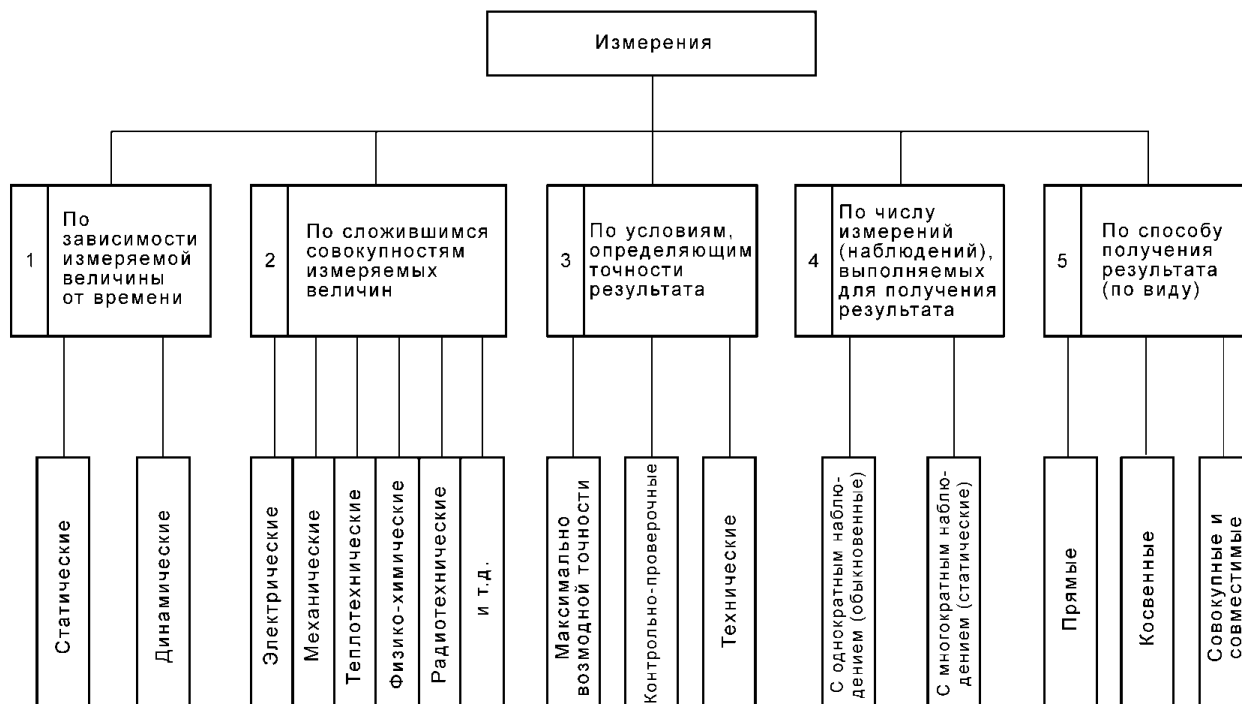 Измерения
1
По
зависимости
измеряемой
величины
от времени
2
По сложившимся
совокупностям
измеряемых
величин
3
По условиям,
определяющим
точности
результата
4
По числу
измерений
(наблюдений),
выполняемых
для получения
результата
5
По способу
получения
результата
(по виду)
Статические
Динамические
Электрические
Механические
Теплотехнические
Физико-химические
Радиотехнические
и т.д.
Максимально
возмодной точности
Контрольно-проверочные
Технические
С однократным наблю-
дением (обыкновенные)
С многократным наблю-
дением (статические)
Прямые
Косвенные
Совокупные и
совместимые